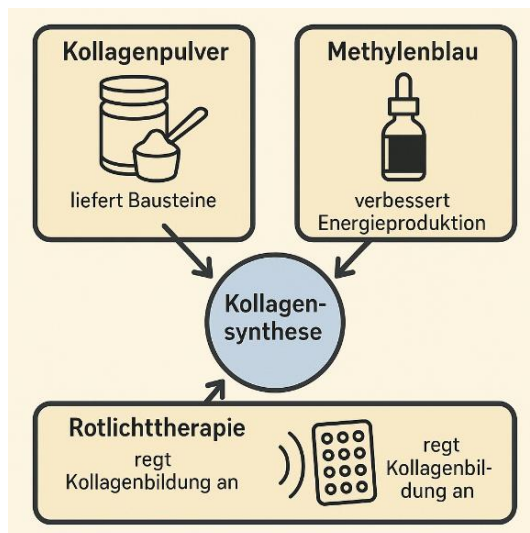 Kollagenpulver
liefert Bausteine
Methylenblau
verbessert
Energieproduktion
Kollagen-
synthese
Rotlichttherapie
regt
Kollagenbildung an
regt
Kollagenbil-
dung an